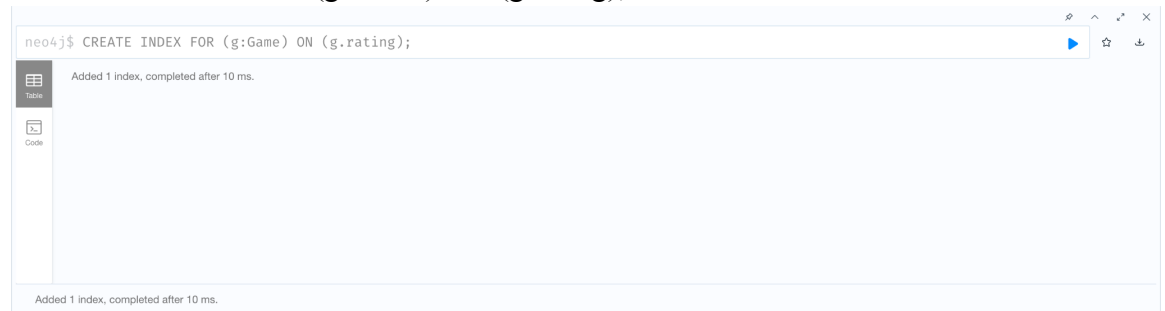 neo4j$ CREATE INDEX FOR (g:Game) ON (g.rating);
Table
Added 1 index, completed after 10 ms.
Code
Added 1 index, completed after 10 ms.